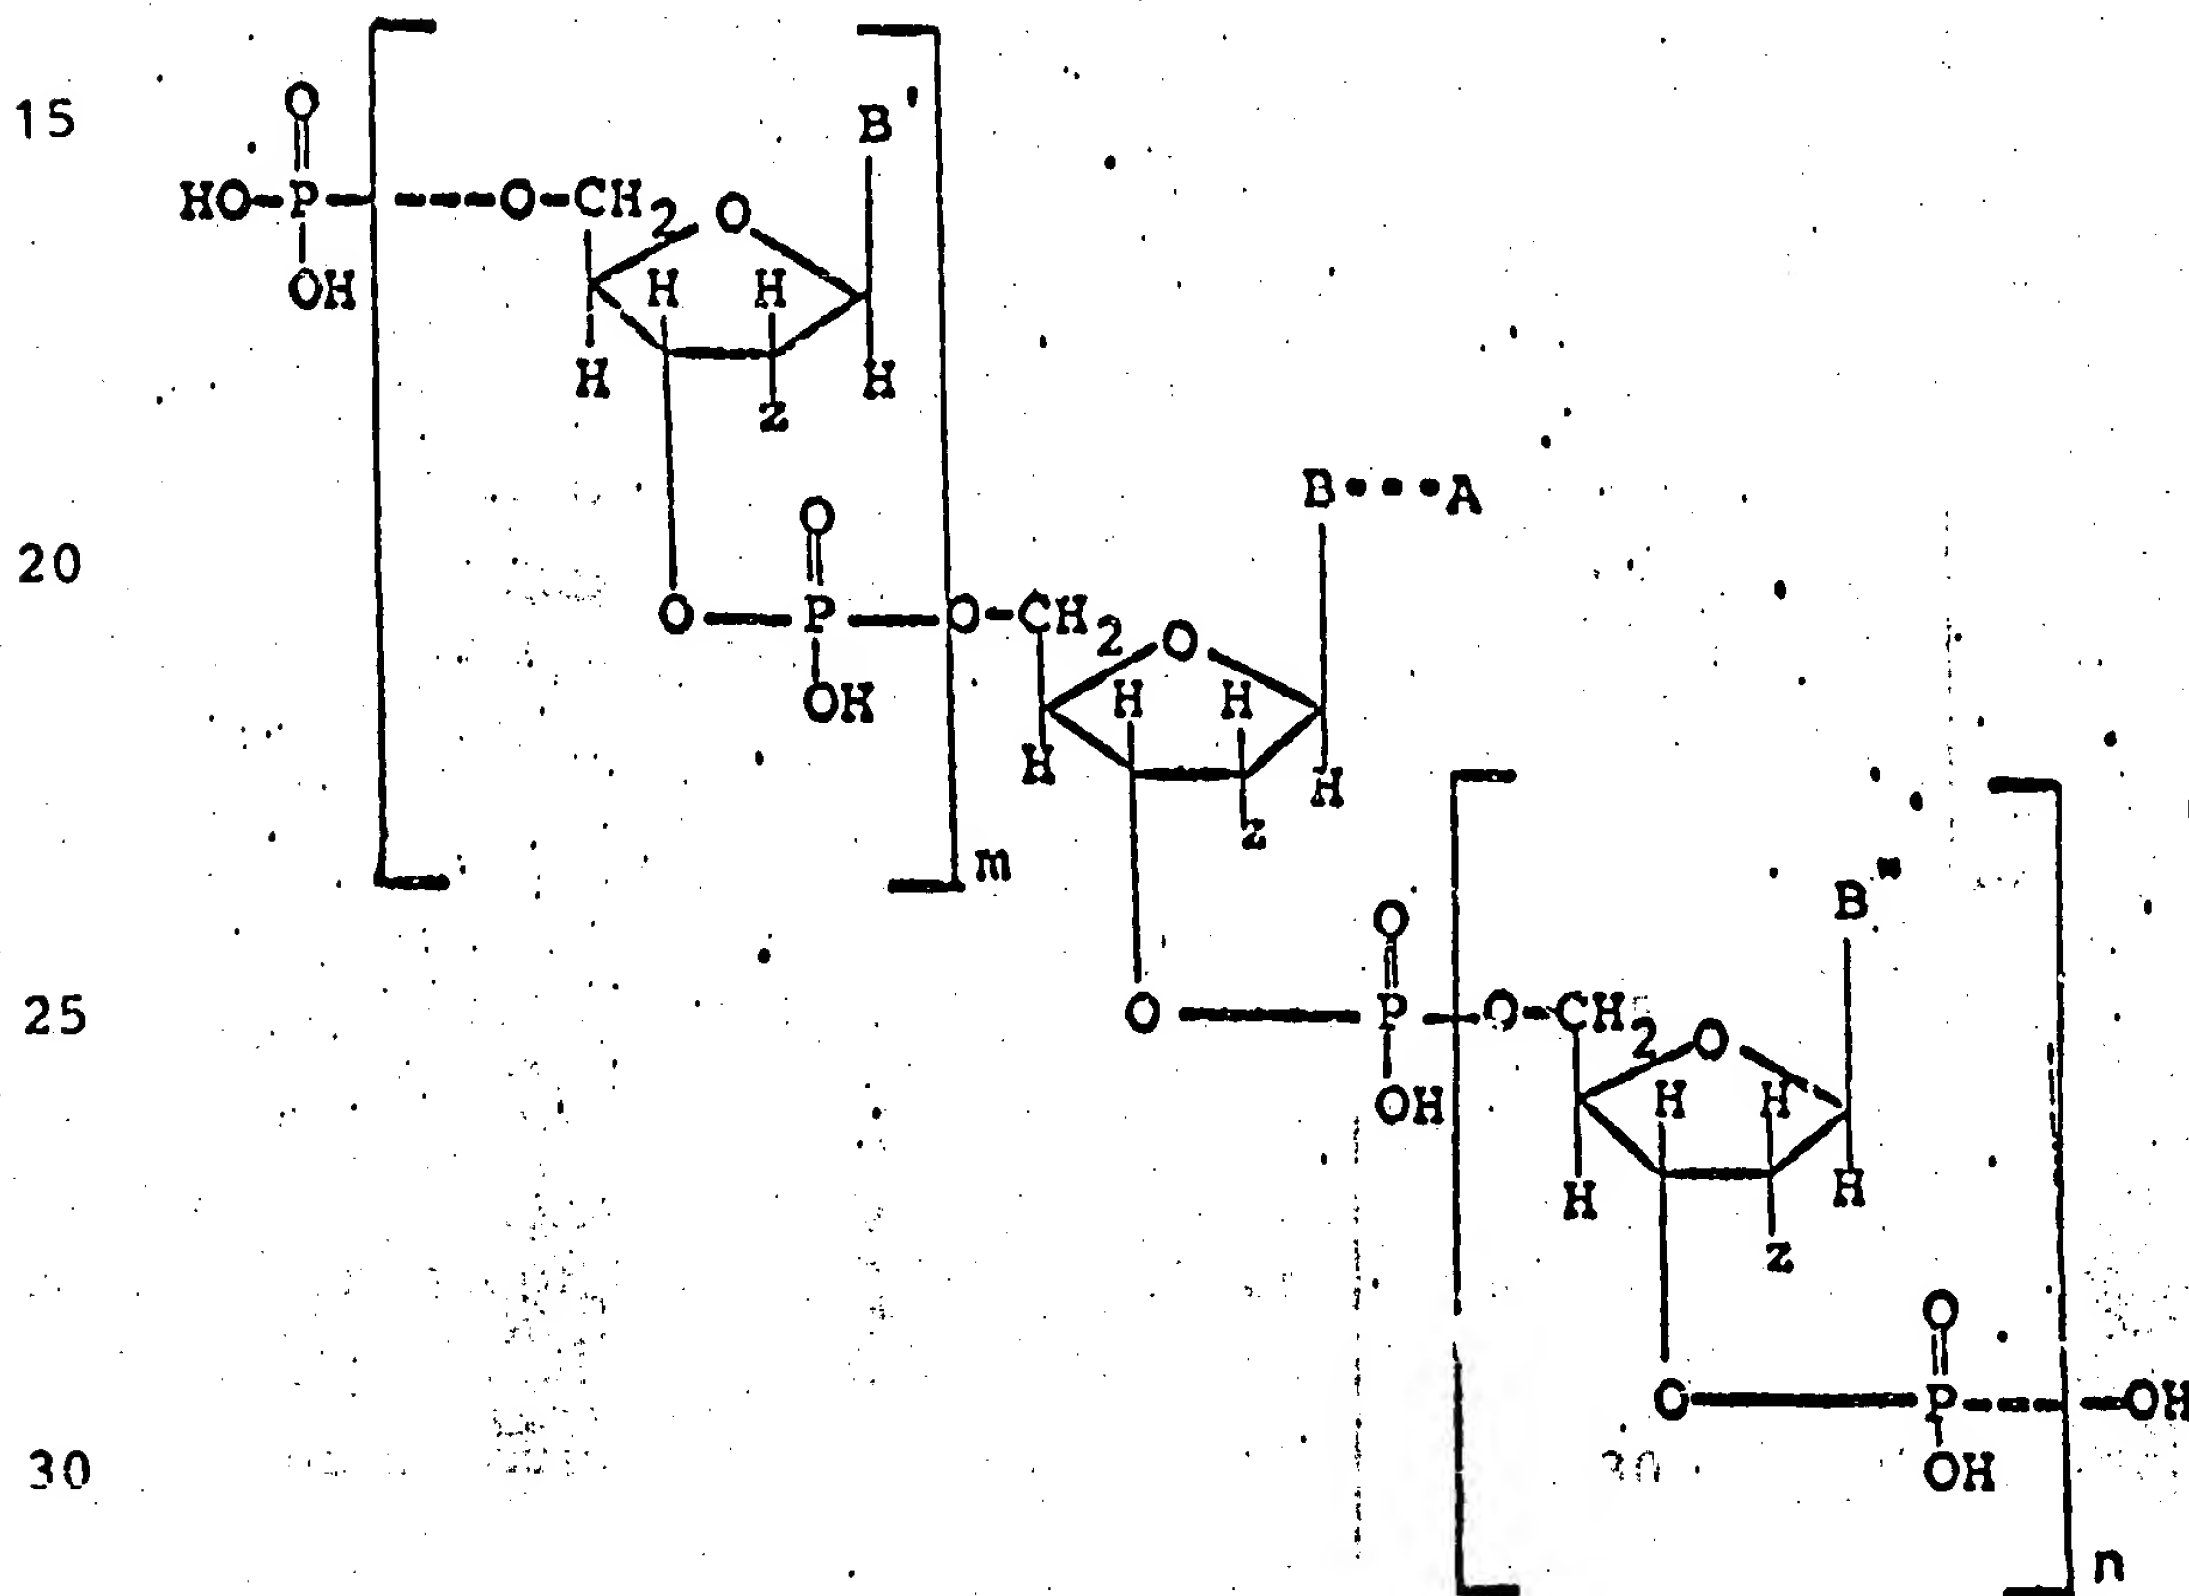 O
15
B'
HO-P---O-CH2 O
OH
H H
H H
z
B•••A
O
20
O-P-O-CH2 O
OH
H H
H H
z
m
B"
O
25
O-P-O-CH2 O
OH
H H
H H
z
O
O-P---OH
OH
30
n